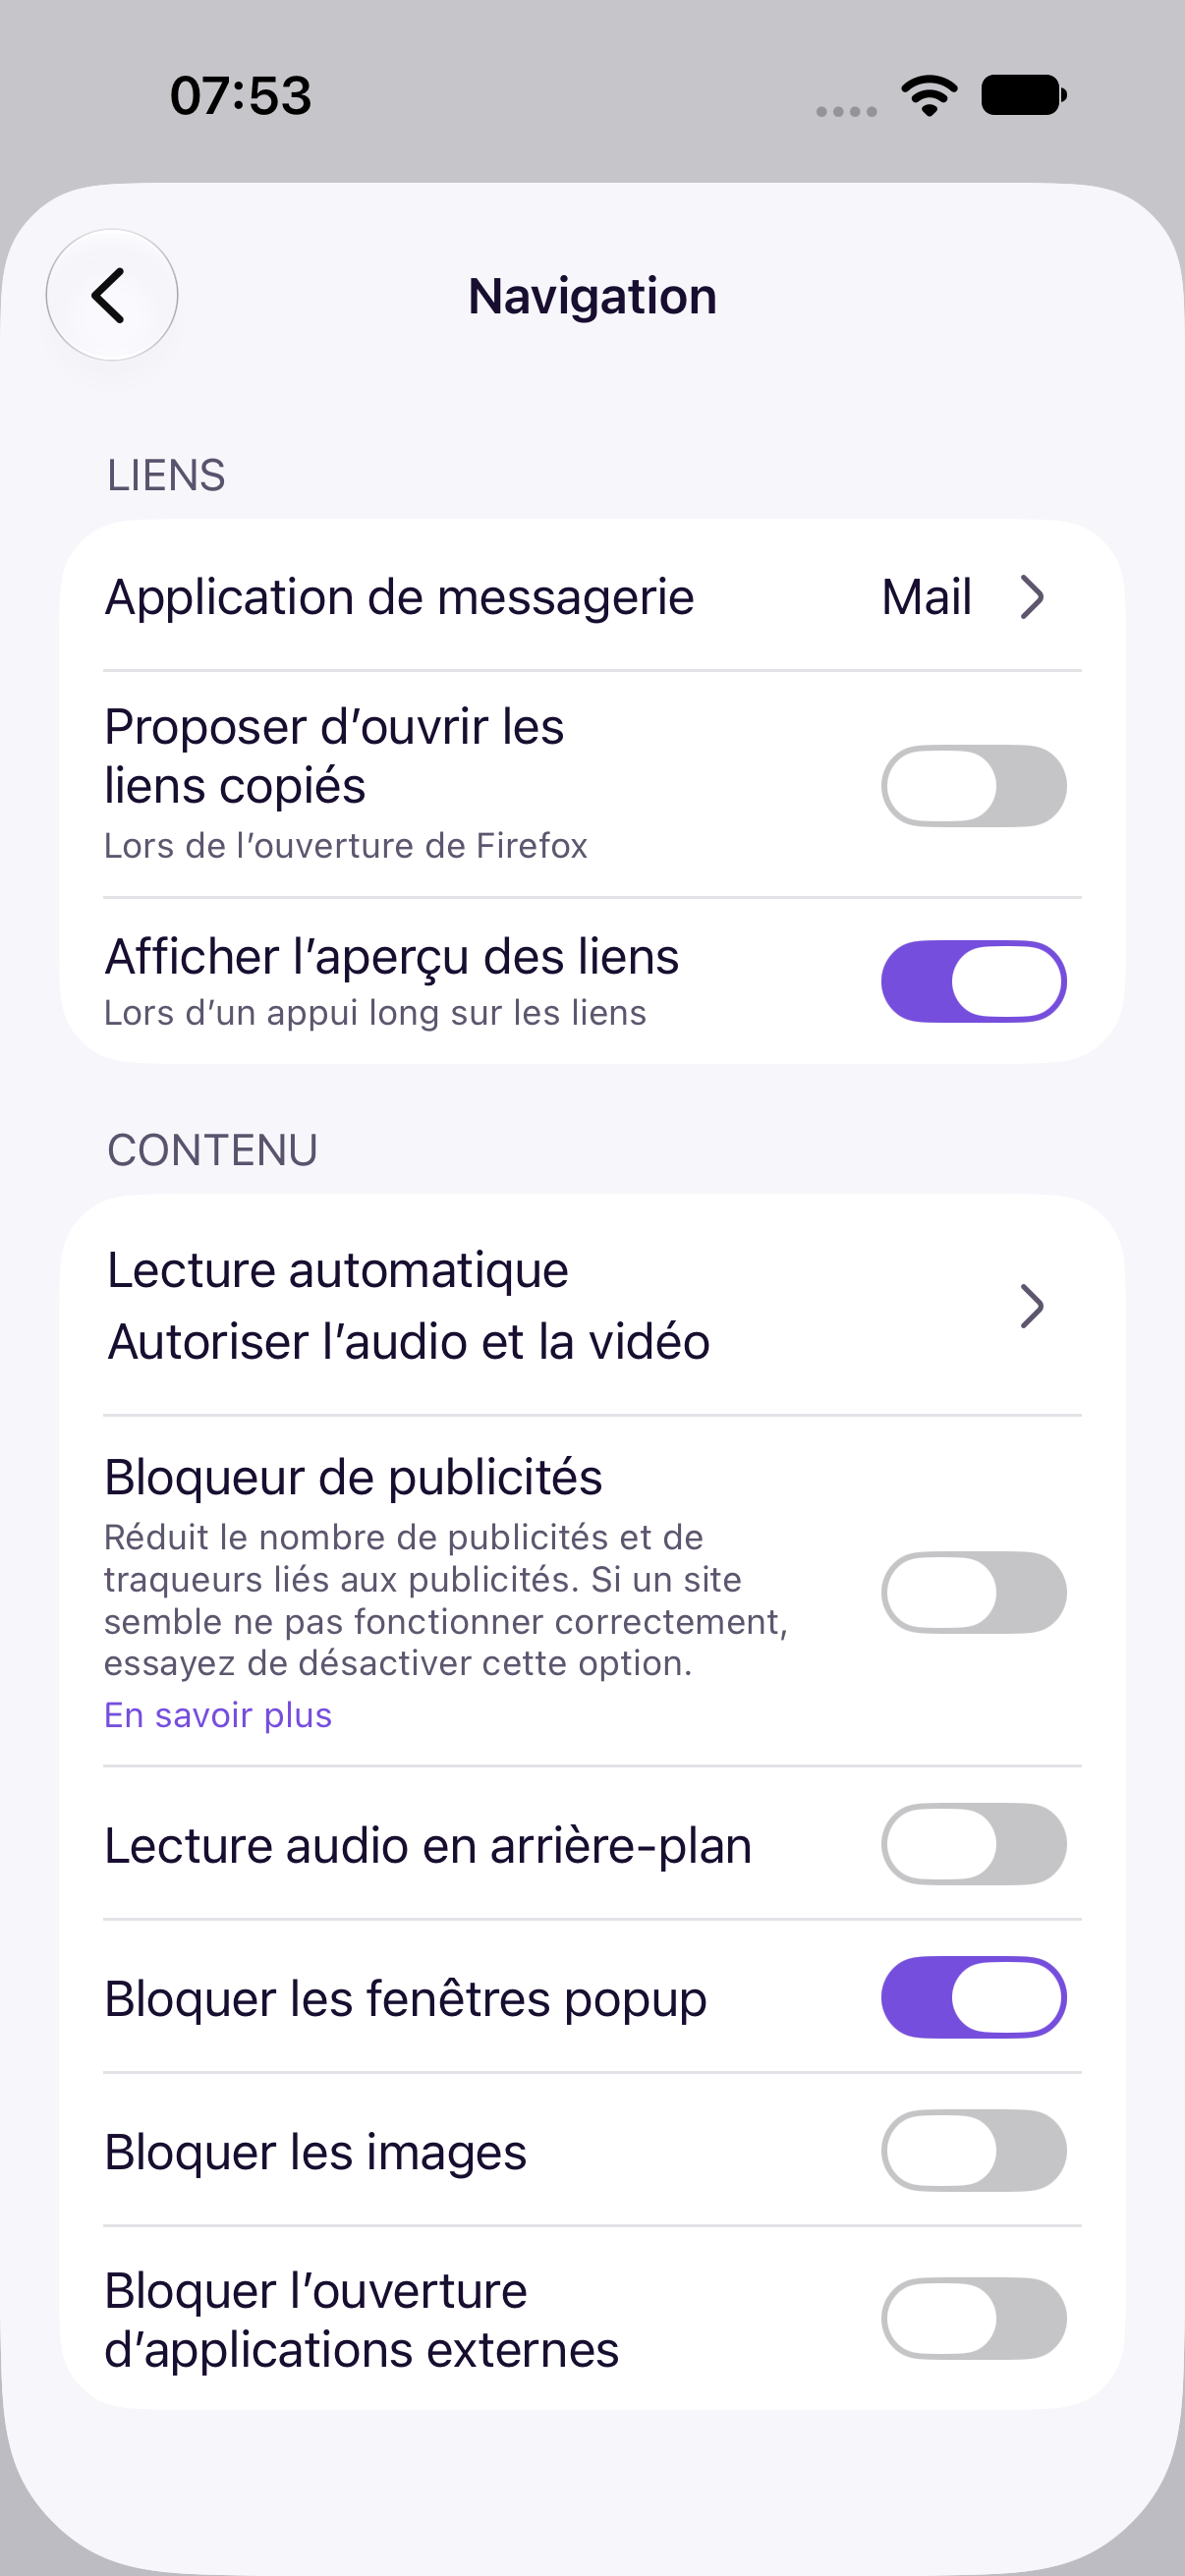 07:53
Navigation
LIENS
Application de messagerie Mail
Proposer d’ouvrir les
liens copiés
Lors de l’ouverture de Firefox
Afficher l’aperçu des liens
Lors d’un appui long sur les liens
CONTENU
Lecture automatique
Autoriser l’audio et la vidéo
Bloqueur de publicités
Réduit le nombre de publicités et de
traqueurs liés aux publicités. Si un site
semble ne pas fonctionner correctement,
essayez de désactiver cette option.
En savoir plus
Lecture audio en arrière-plan
Bloquer les fenêtres popup
Bloquer les images
Bloquer l’ouverture
d’applications externes